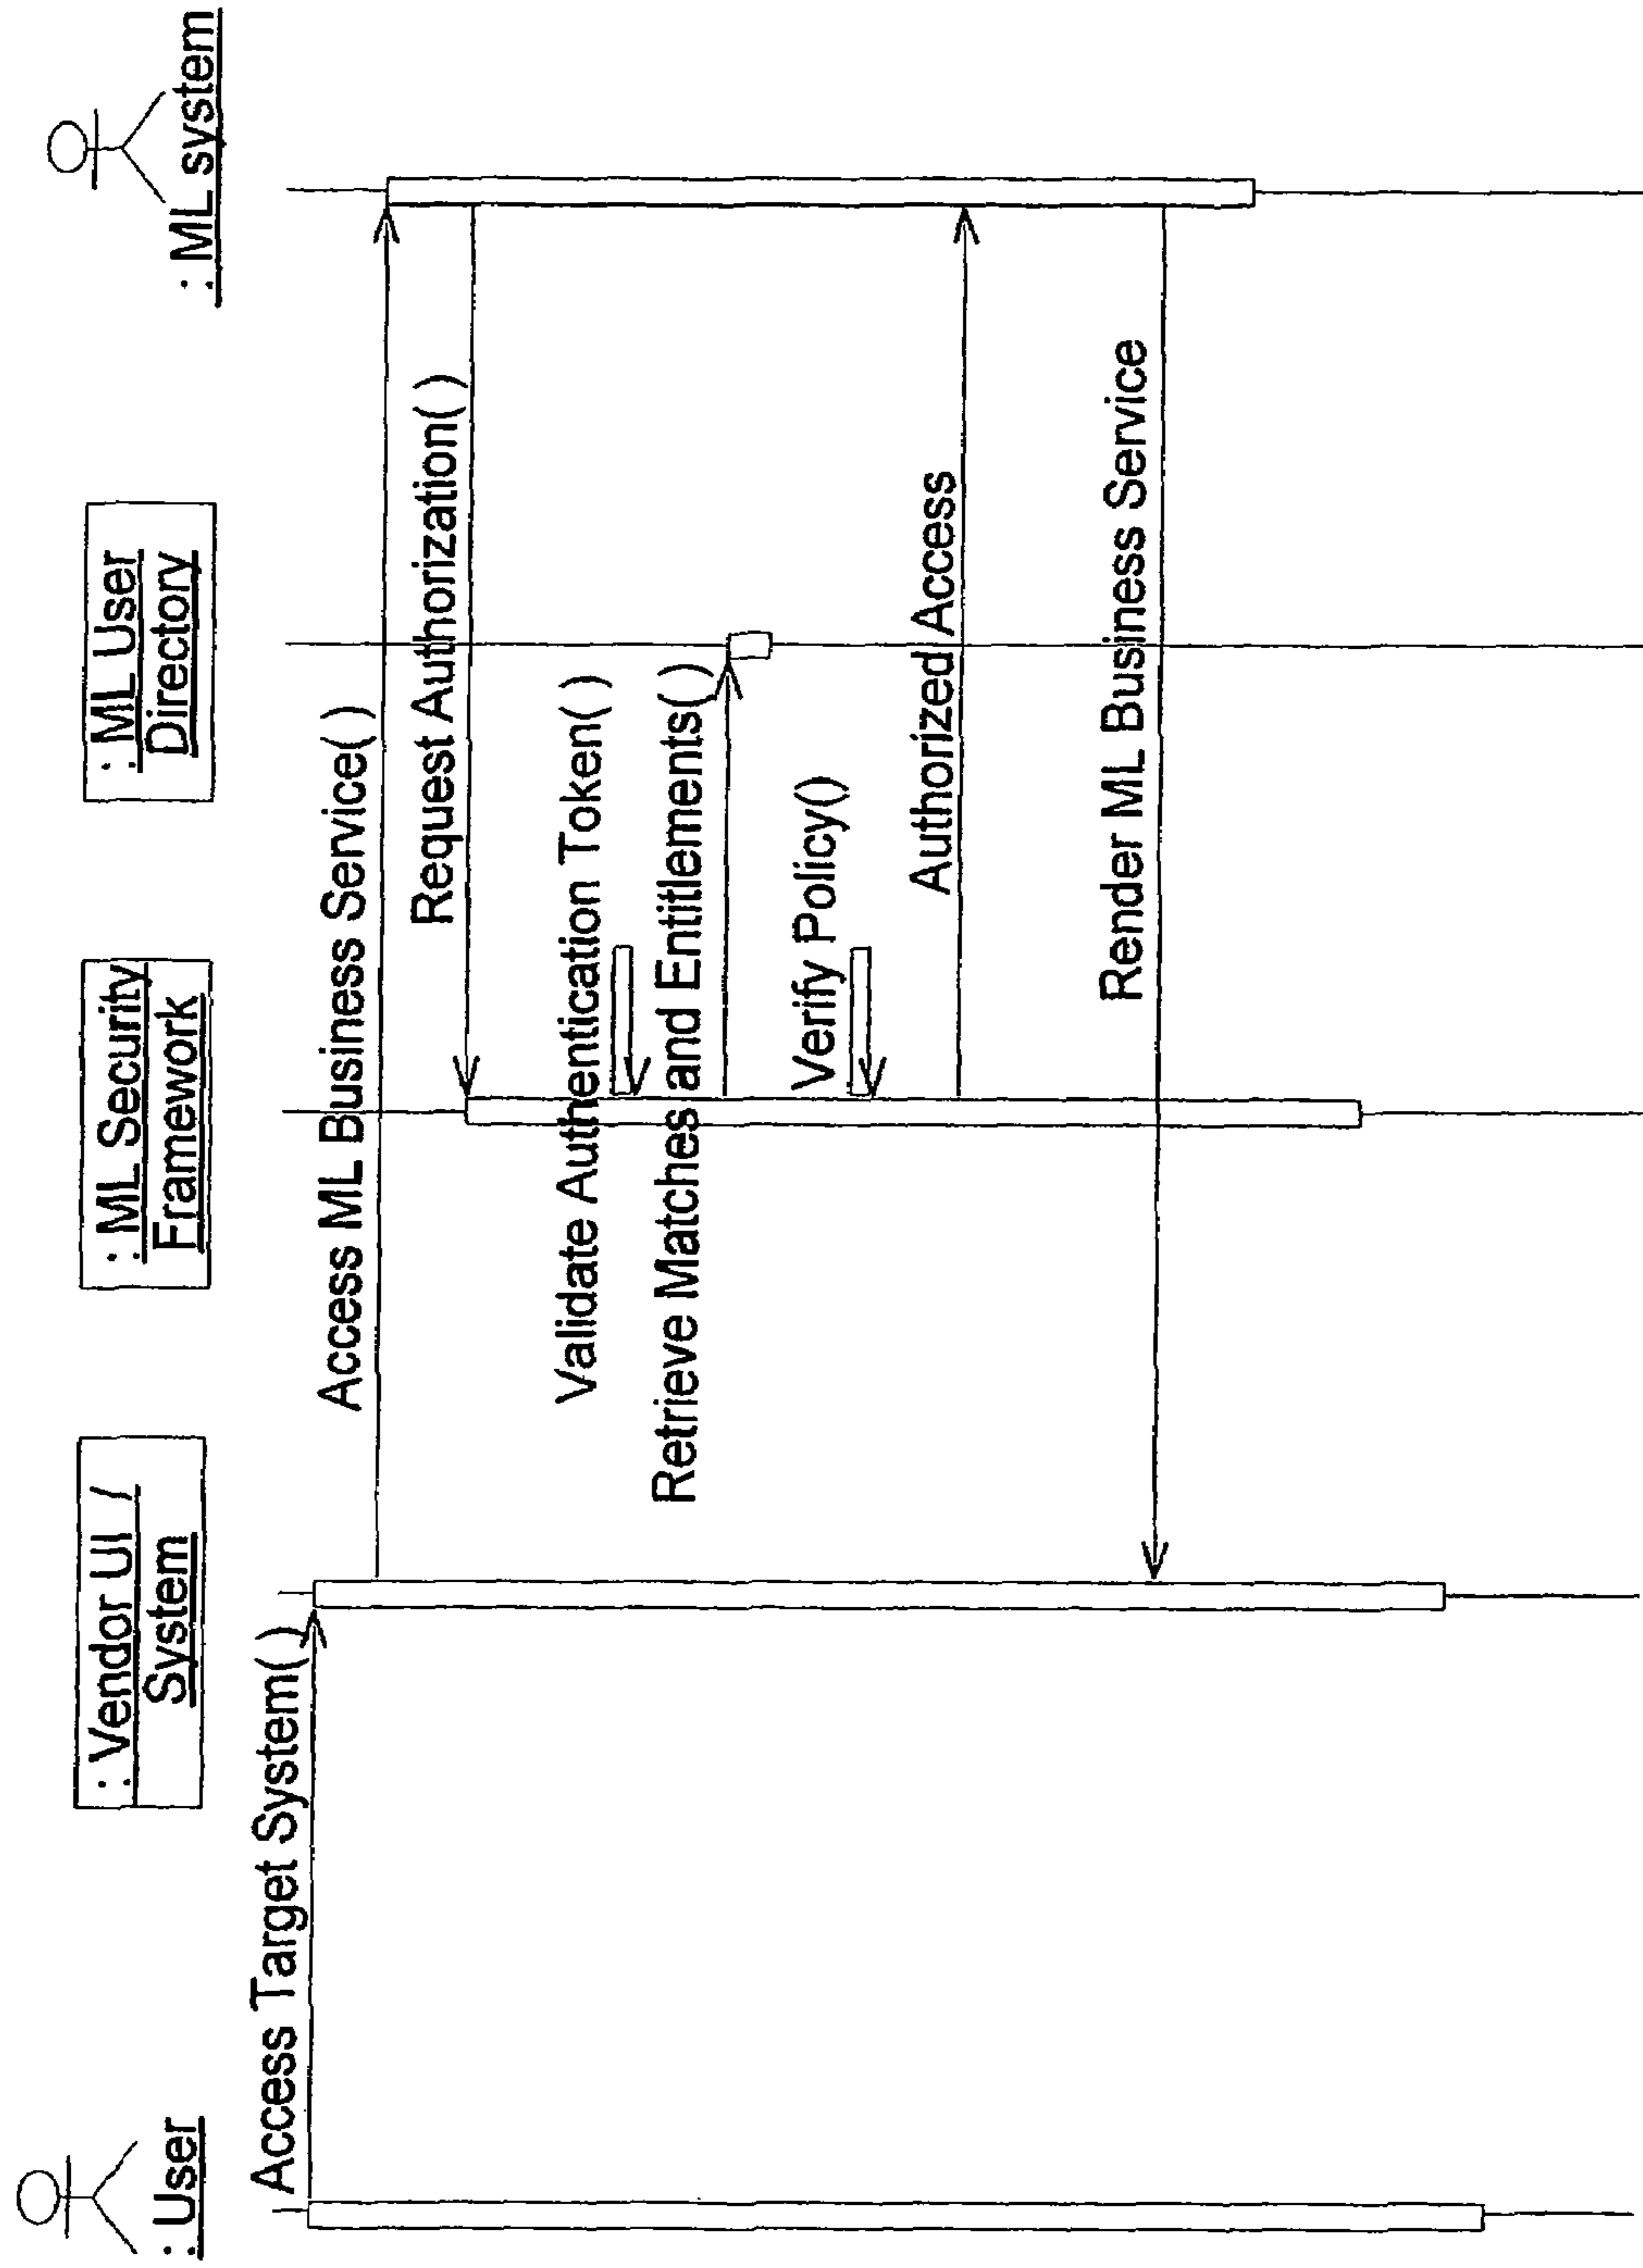 : User
: Vendor UI /
System
: ML Security
Framework
: ML User
Directory
: ML system
Access Target System( )
Access ML Business Service( )
Request Authorization( )
Validate Authentication Token( )
Retrieve Matches and Entitlements( )
Verify Policy()
Authorized Access
Render ML Business Service